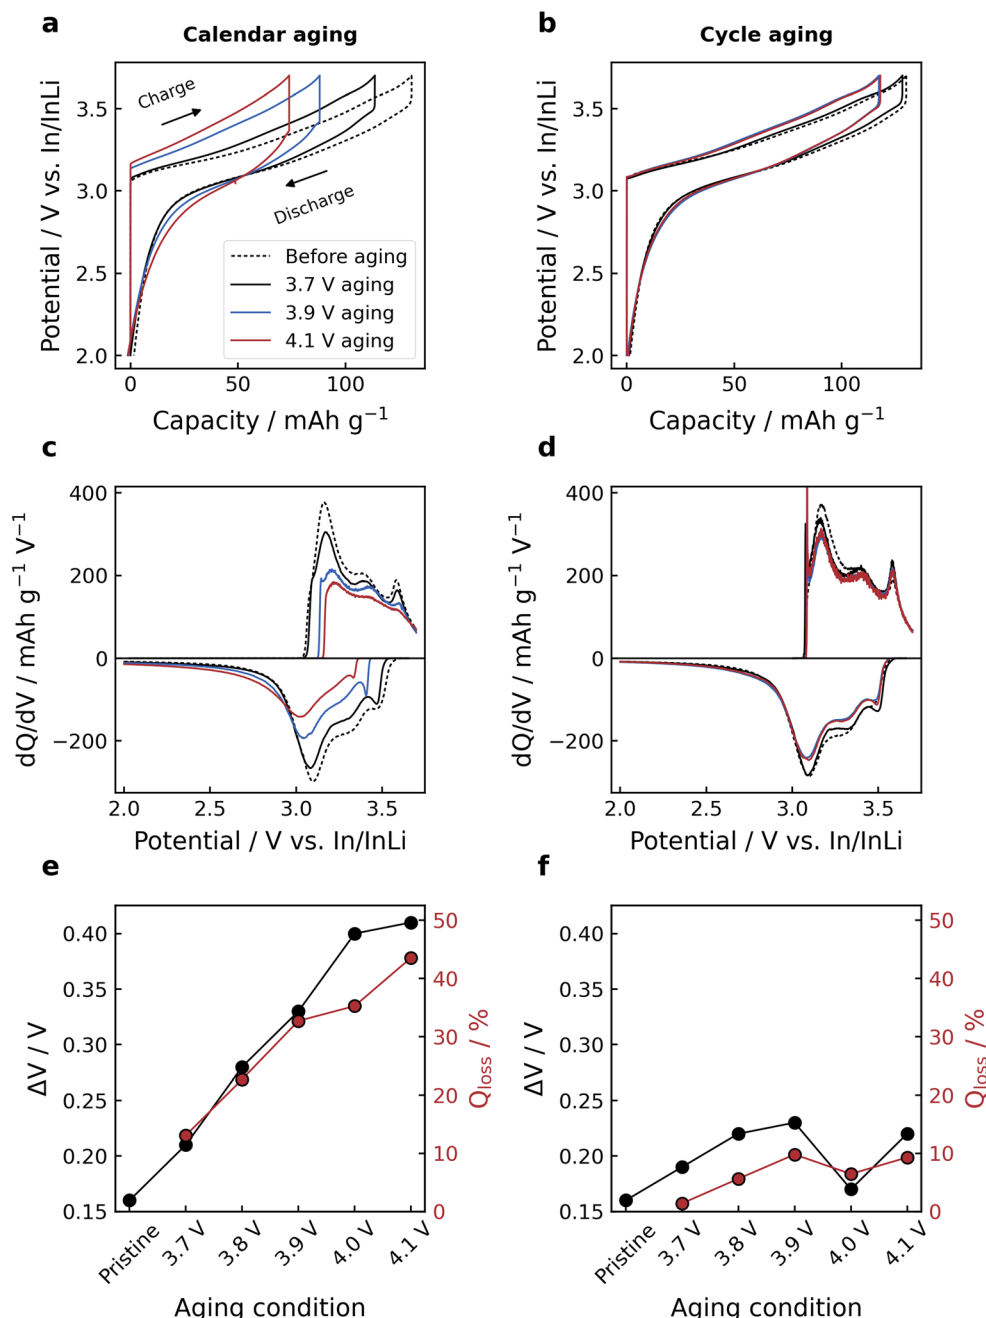 a
Calendar aging
Potential / V vs. In/InLi
3.5
3.0
2.5
2.0
Charge
Discharge
Before aging
3.7 V aging
3.9 V aging
4.1 V aging
0 50 100
Capacity / mAh g⁻¹
b
Cycle aging
Potential / V vs. In/InLi
3.5
3.0
2.5
2.0
0 50 100
Capacity / mAh g⁻¹
c
dQ/dV / mAh g⁻¹ V⁻¹
400
200
0
−200
2.0 2.5 3.0 3.5
Potential / V vs. In/InLi
d
dQ/dV / mAh g⁻¹ V⁻¹
400
200
0
−200
2.0 2.5 3.0 3.5
Potential / V vs. In/InLi
e
ΔV / V
0.40
0.35
0.30
0.25
0.20
0.15
50
40
30
20
10
0
Q_loss / %
Pristine 3.7 V 3.8 V 3.9 V 4.0 V 4.1 V
Aging condition
f
ΔV / V
0.40
0.35
0.30
0.25
0.20
0.15
50
40
30
20
10
0
Q_loss / %
Pristine 3.7 V 3.8 V 3.9 V 4.0 V 4.1 V
Aging condition